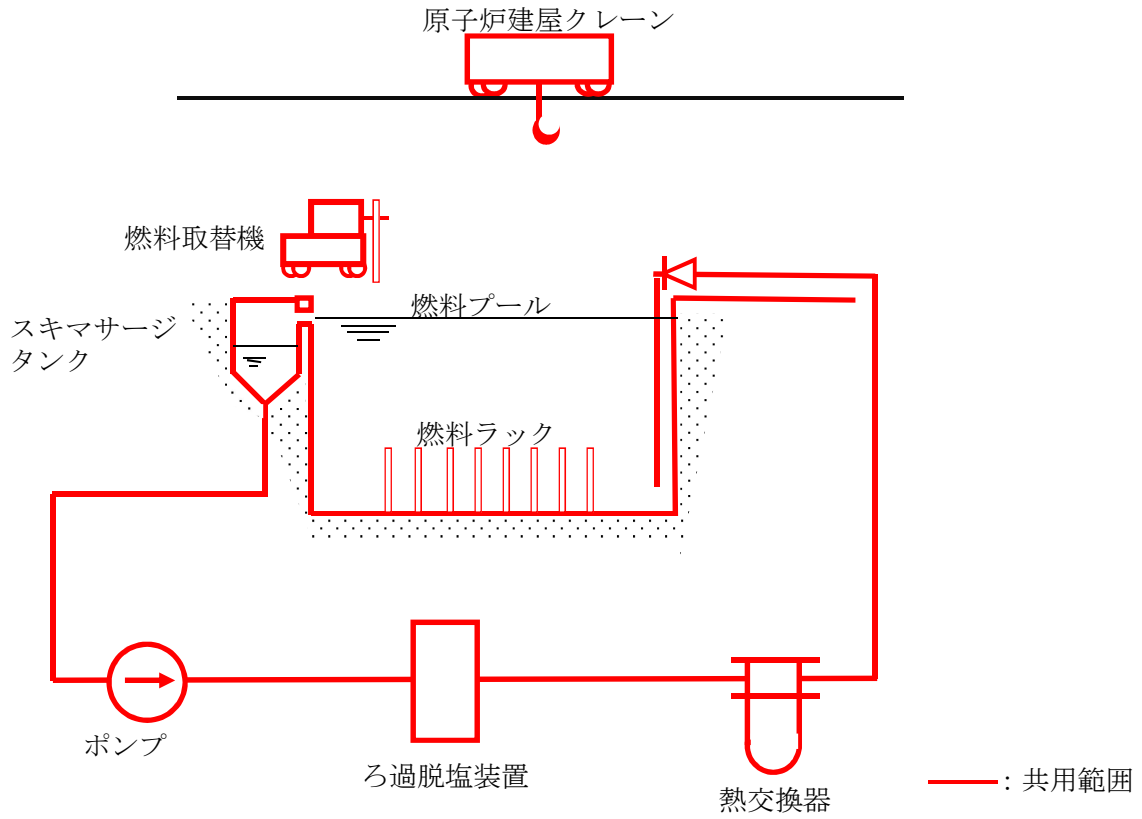 原子炉建屋クレーン
燃料取替機
燃料プール
スキマサージ
タンク
燃料ラック
ポンプ
ろ過脱塩装置
熱交換器
: 共用範囲